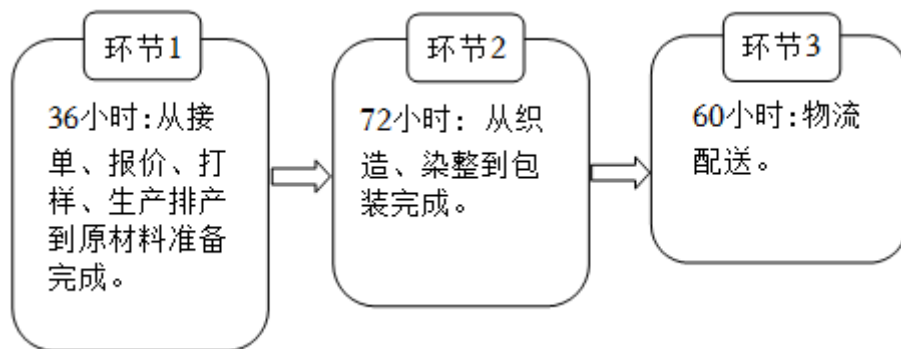 环节1
36小时:从接
单、报价、打
样、生产排产
到原材料准备
完成。
环节2
72小时：从织
造、染整到包
装完成。
环节3
60小时:物流
配送。